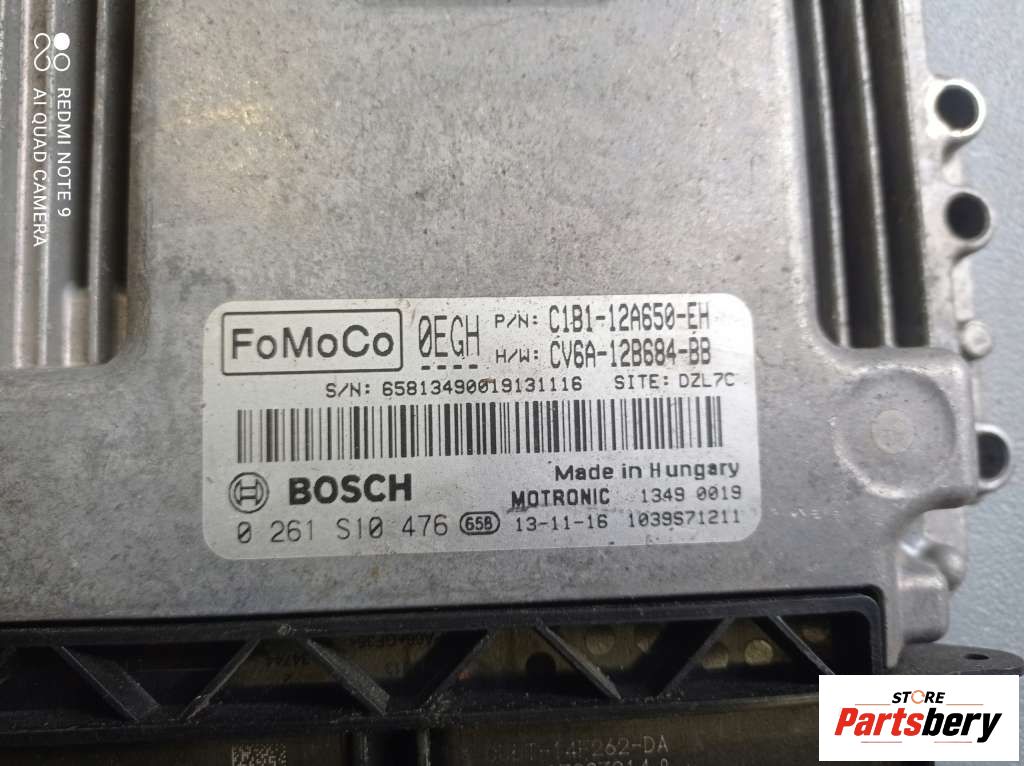 REDMI NOTE 9
AI QUAD CAMERA
FoMoCo
0EGH
P/N: C1B1-12A650-EH
H/W: CV6A-12B684-BB
S/N: 65813490019131116 SITE: DZL7C
Made in Hungary
BOSCH
MOTRONIC 1349 0019
0 261 S10 476 658 13-11-16 1039S71211
-14F262-DA
STORE
Partsbery